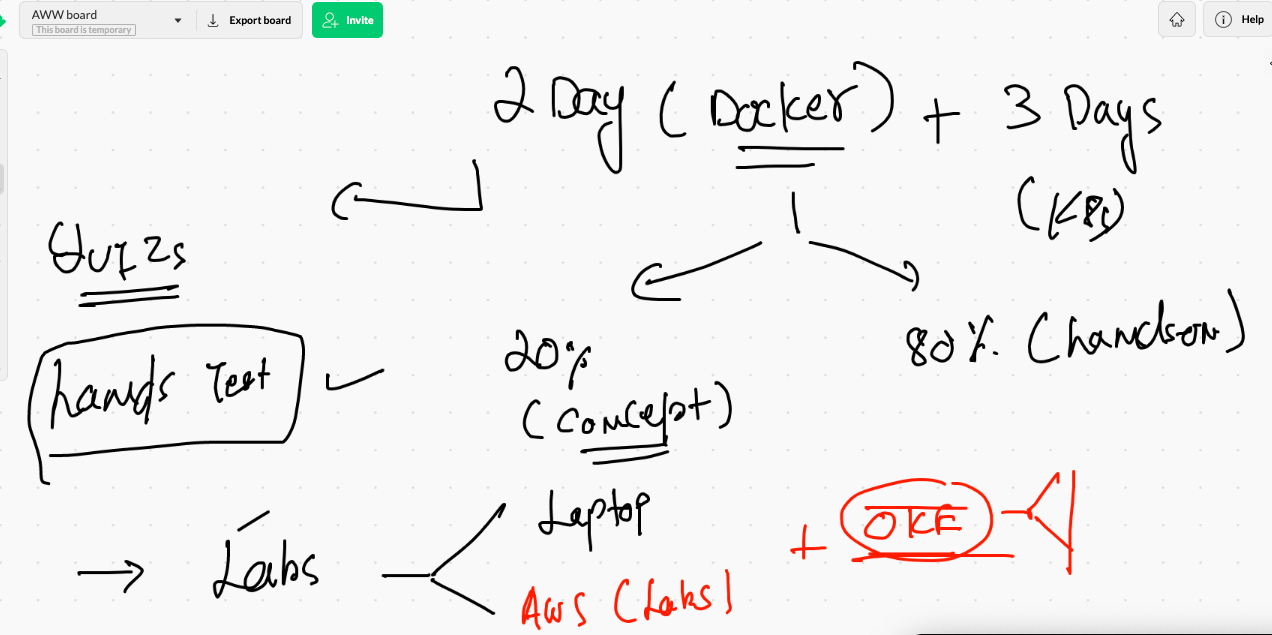 AWW board
This board is temporary
Export board
Invite
Help
2 Day (Docker) + 3 Days
(K8s)
Quizs
20%
(Concept)
80% (handson)
hands Test
Labs
Laptop
AWS (Labs)
+ OKE